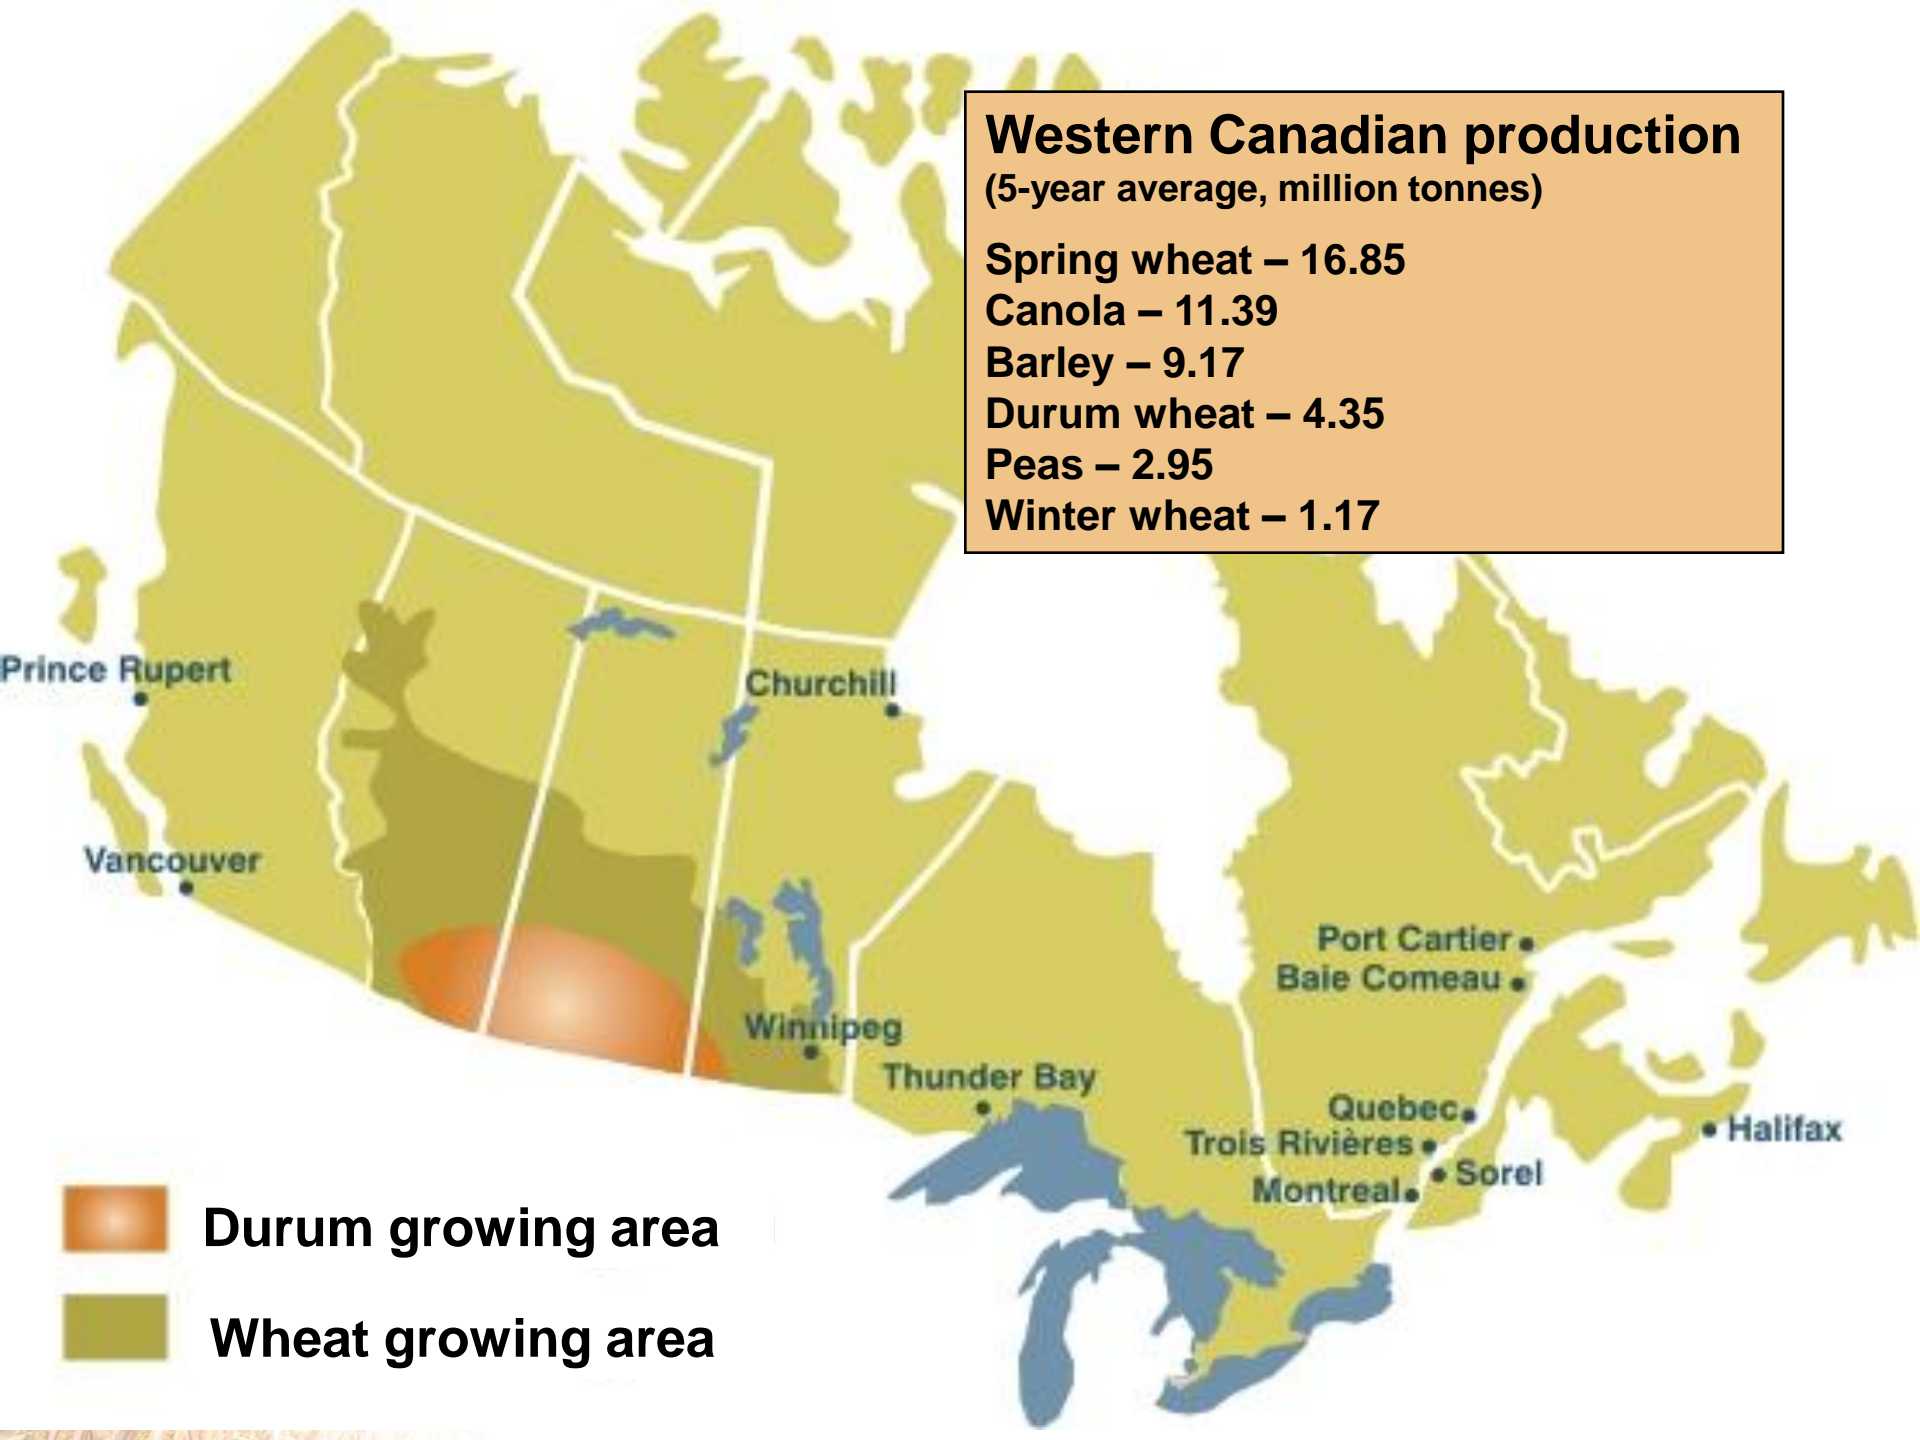 Western Canadian production
(5-year average, million tonnes)
Spring wheat – 16.85
Canola – 11.39
Barley – 9.17
Durum wheat – 4.35
Peas – 2.95
Winter wheat – 1.17
Prince Rupert
Churchill
Vancouver
Port Cartier
Baie Comeau
Winnipeg
Thunder Bay
Quebec
Halifax
Trois Rivières
Sorel
Montreal
Durum growing area
Wheat growing area